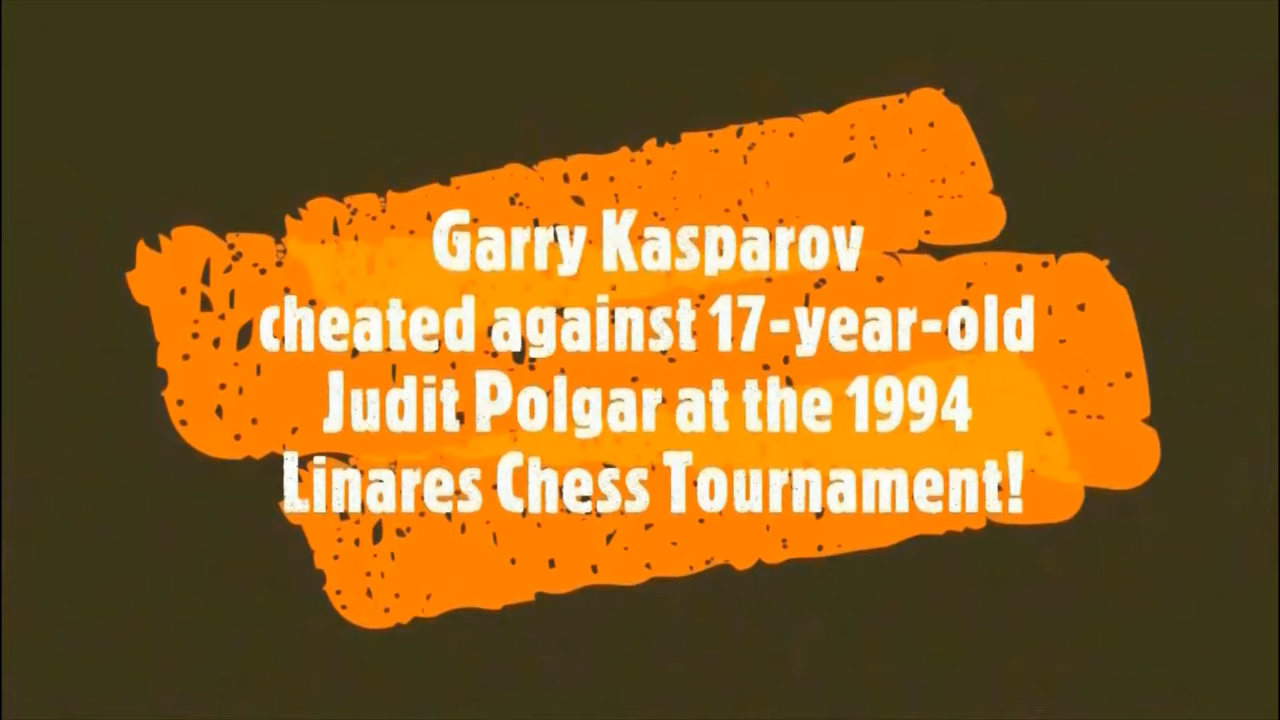 Garry Kasparov
cheated against 17-year-old
Judit Polgar at the 1994
Linares Chess Tournament!